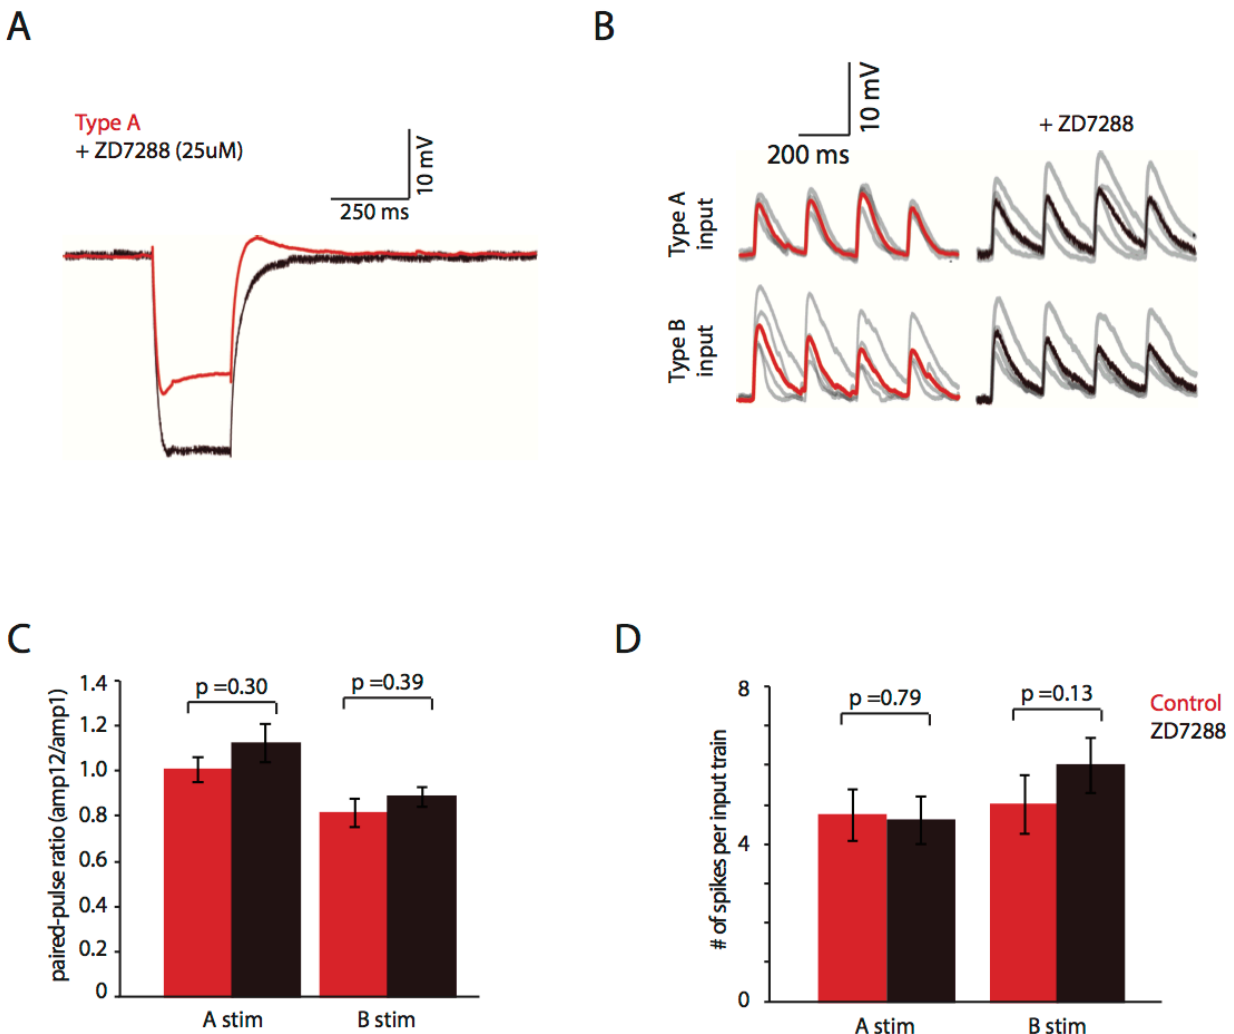 A
Type A
+ ZD7288 (25uM)
10 mV
250 ms
B
10 mV
200 ms
+ ZD7288
Type A
input
Type B
input
C
paired-pulse ratio (amp12/amp1)
1.4
1.2
1.0
0.8
0.6
0.4
0.2
0
p =0.30
p =0.39
A stim
B stim
D
# of spikes per input train
8
4
0
p =0.79
p =0.13
Control
ZD7288
A stim
B stim